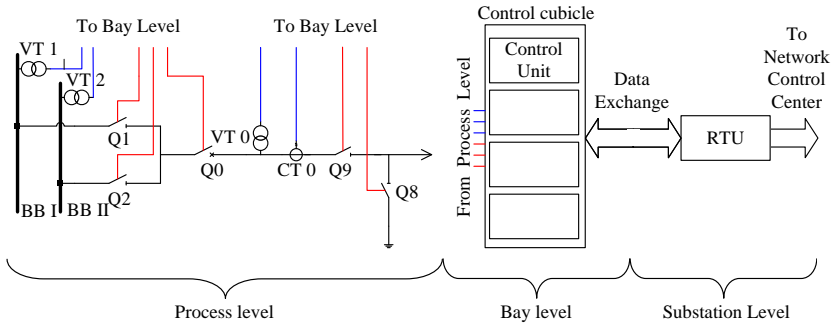 Control cubicle
To Bay Level
To Bay Level
To
Network
Control
Center
VT 1
VT 2
Control
Unit
Data
Exchange
From Process Level
Q1
VT 0
RTU
Q0
CT 0
Q9
Q2
Q8
BB I
BB II
Process level
Bay level
Substation Level